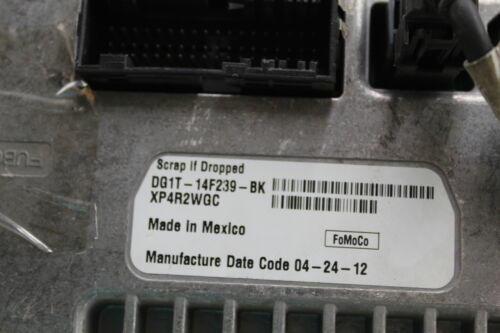 Scrap If Dropped
DG1T-14F239-BK
XP4R2WGC
Made In Mexico
FoMoCo
Manufacture Date Code 04-24-12